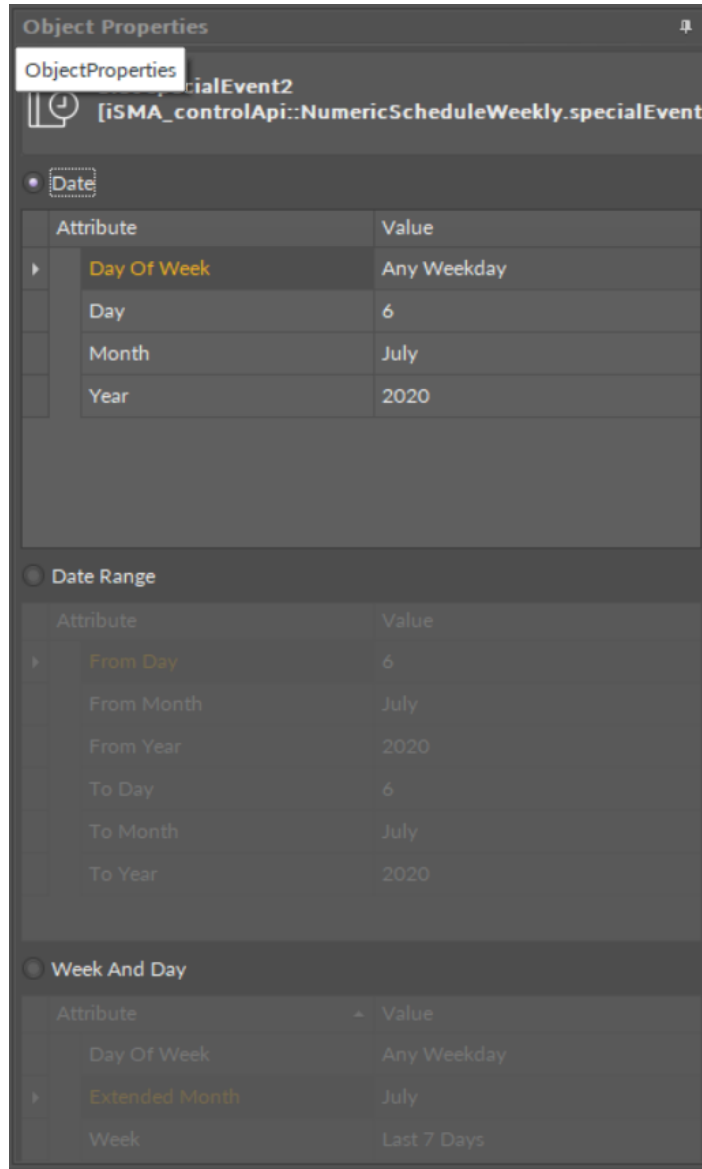 Object Properties
ObjectProperties
[iSMA_controlApi::NumericScheduleWeekly.specialEvent
Date
Attribute Value
Day Of Week Any Weekday
Day 6
Month July
Year 2020
Date Range
Attribute Value
From Day 6
From Month July
From Year 2020
To Day 6
To Month July
To Year 2020
Week And Day
Attribute Value
Day Of Week Any Weekday
Extended Month July
Week Last 7 Days